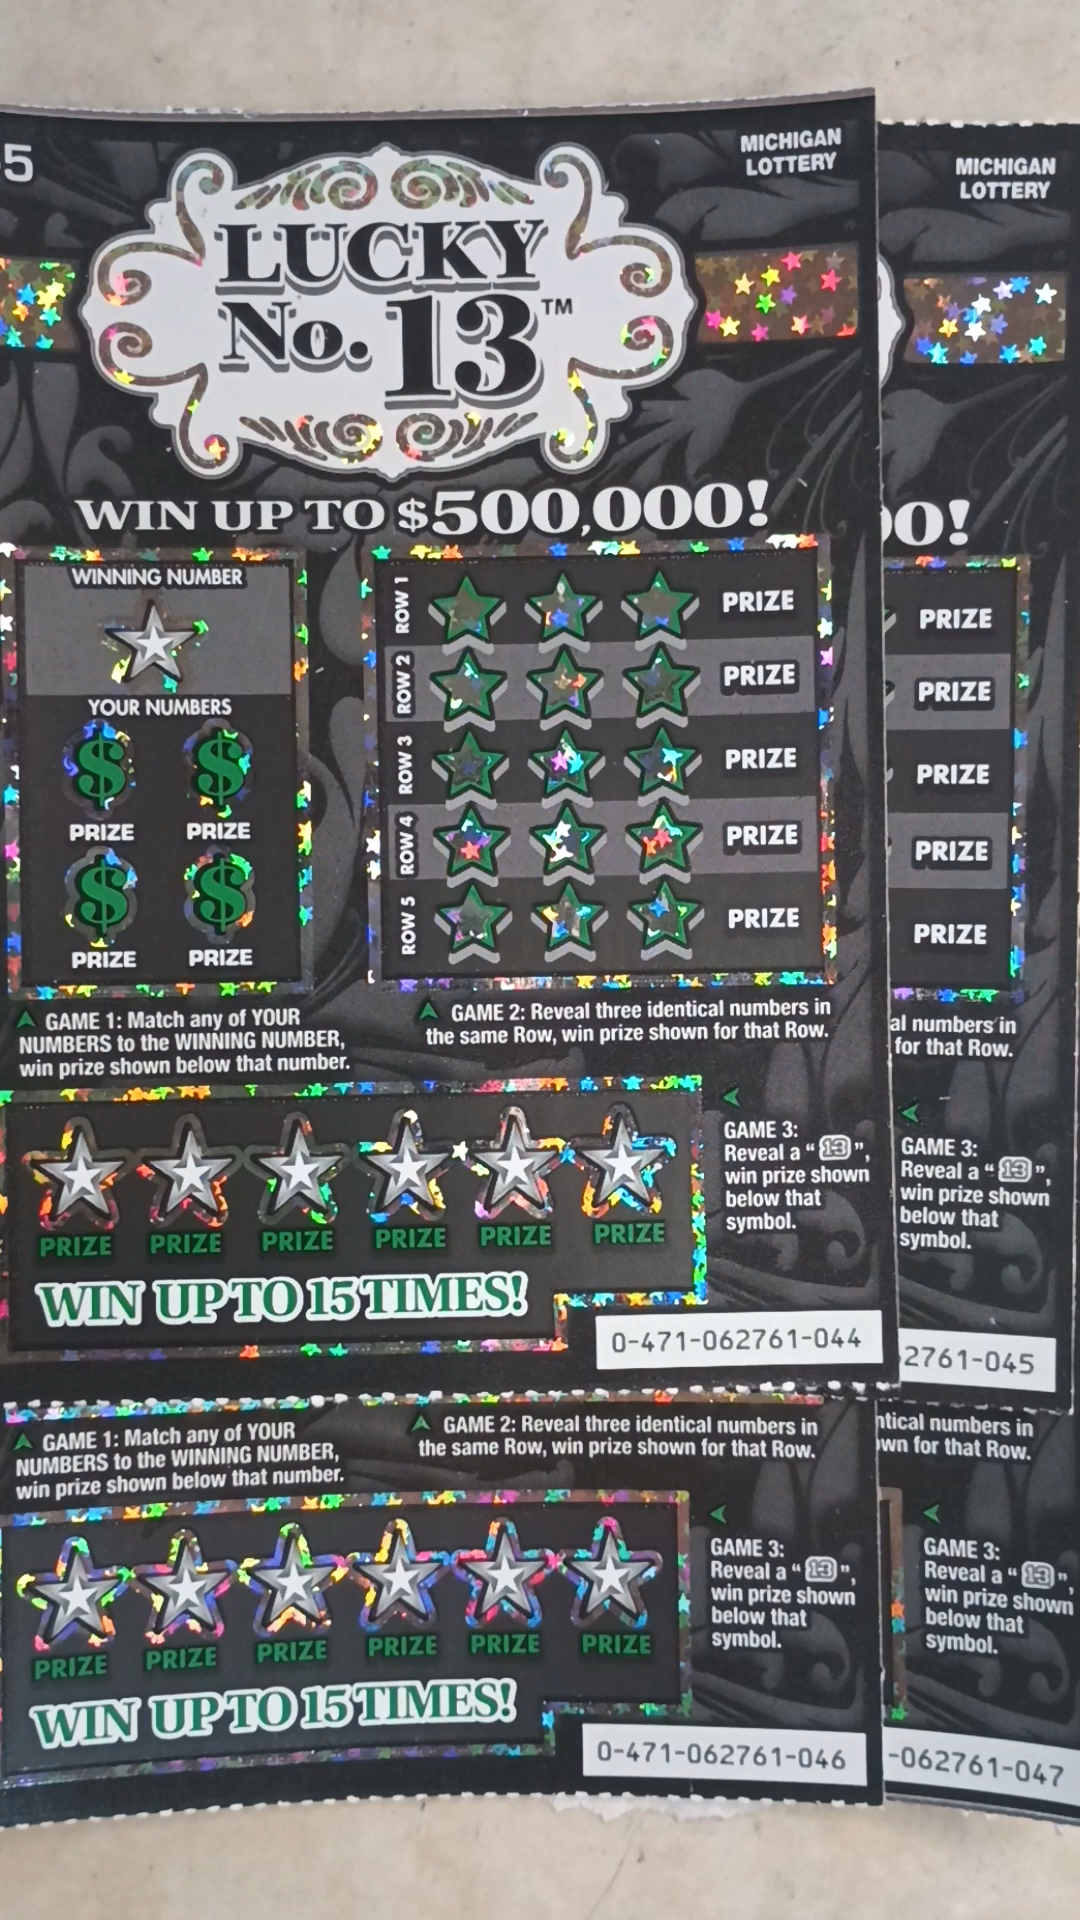 5
MICHIGAN
LOTTERY
LUCKY
No. 13™
WIN UP TO $500,000!
WINNING NUMBER
YOUR NUMBERS
$ $
PRIZE PRIZE
$ $
PRIZE PRIZE
ROW 1 PRIZE
ROW 2 PRIZE
ROW 3 PRIZE
ROW 4 PRIZE
ROW 5 PRIZE
GAME 1: Match any of YOUR
NUMBERS to the WINNING NUMBER,
win prize shown below that number.
GAME 2: Reveal three identical numbers in
the same Row, win prize shown for that Row.
PRIZE PRIZE PRIZE PRIZE PRIZE PRIZE
WIN UP TO 15 TIMES!
GAME 3:
Reveal a “13”,
win prize shown
below that
symbol.
0-471-062761-044
MICHIGAN
LOTTERY
00!
PRIZE
PRIZE
PRIZE
PRIZE
PRIZE
al numbers in
for that Row.
GAME 3:
Reveal a “13”,
win prize shown
below that
symbol.
2761-045
GAME 1: Match any of YOUR
NUMBERS to the WINNING NUMBER,
win prize shown below that number.
GAME 2: Reveal three identical numbers in
the same Row, win prize shown for that Row.
PRIZE PRIZE PRIZE PRIZE PRIZE PRIZE
WIN UP TO 15 TIMES!
GAME 3:
Reveal a “13”,
win prize shown
below that
symbol.
0-471-062761-046
ntical numbers in
wn for that Row.
GAME 3:
Reveal a “13”,
win prize shown
below that
symbol.
-062761-047